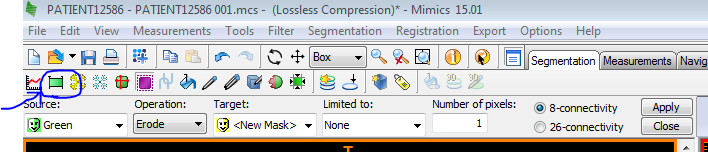 PATIENT12586 - PATIENT12586 001.mcs - (Lossless Compression)* - Mimics 15.01
File Edit View Measurements Tools Filter Segmentation Registration Export Options Help
Box Segmentation Measurements Navig
3D 3D
Source: Operation: Target: Limited to: Number of pixels: 8-connectivity Apply
Green Erode <New Mask> None 1 26-connectivity Close
T